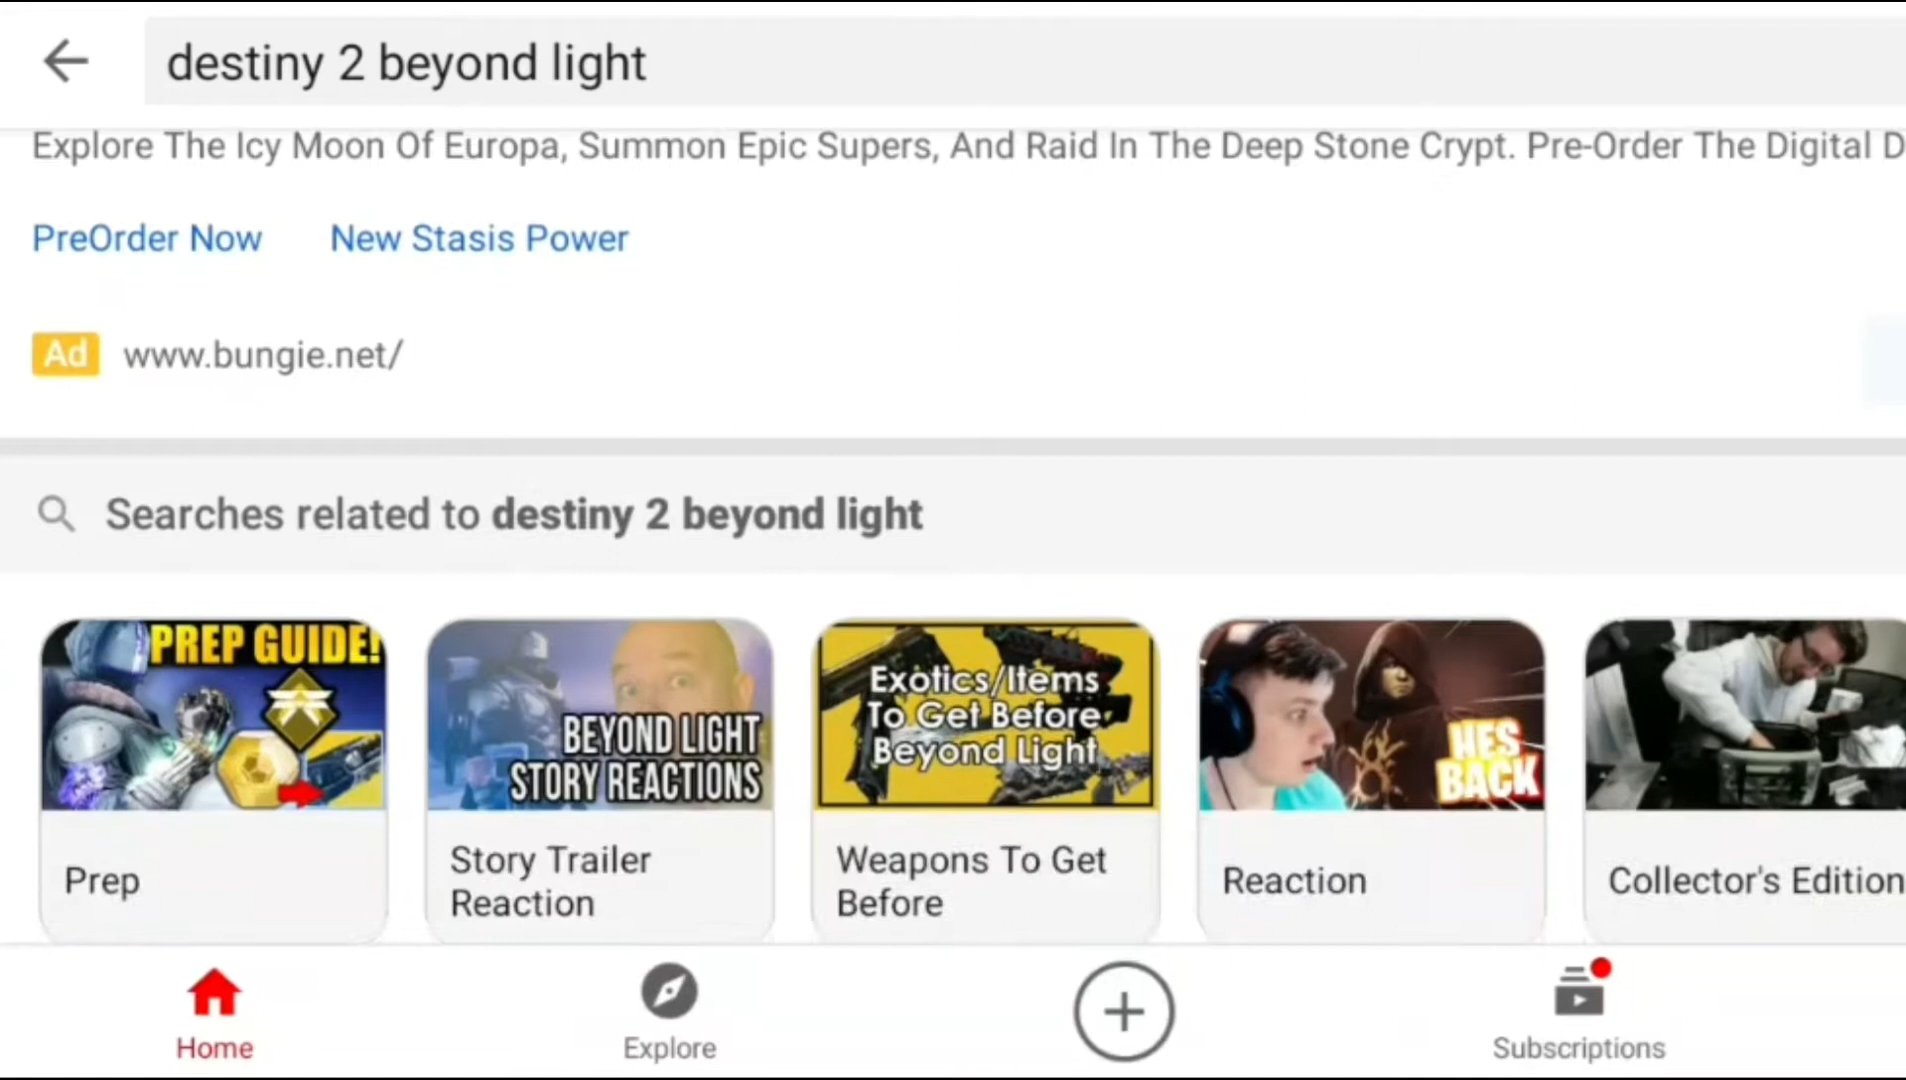 destiny 2 beyond light
Explore The Icy Moon Of Europa, Summon Epic Supers, And Raid In The Deep Stone Crypt. Pre-Order The Digital D
PreOrder Now New Stasis Power
Ad www.bungie.net/
Searches related to destiny 2 beyond light
PREP GUIDE!
BEYOND LIGHT
STORY REACTIONS
Exotics/Items
To Get Before
Beyond Light
HES
BACK
Prep
Story Trailer
Reaction
Weapons To Get
Before
Reaction
Collector's Edition
Home
Explore
Subscriptions